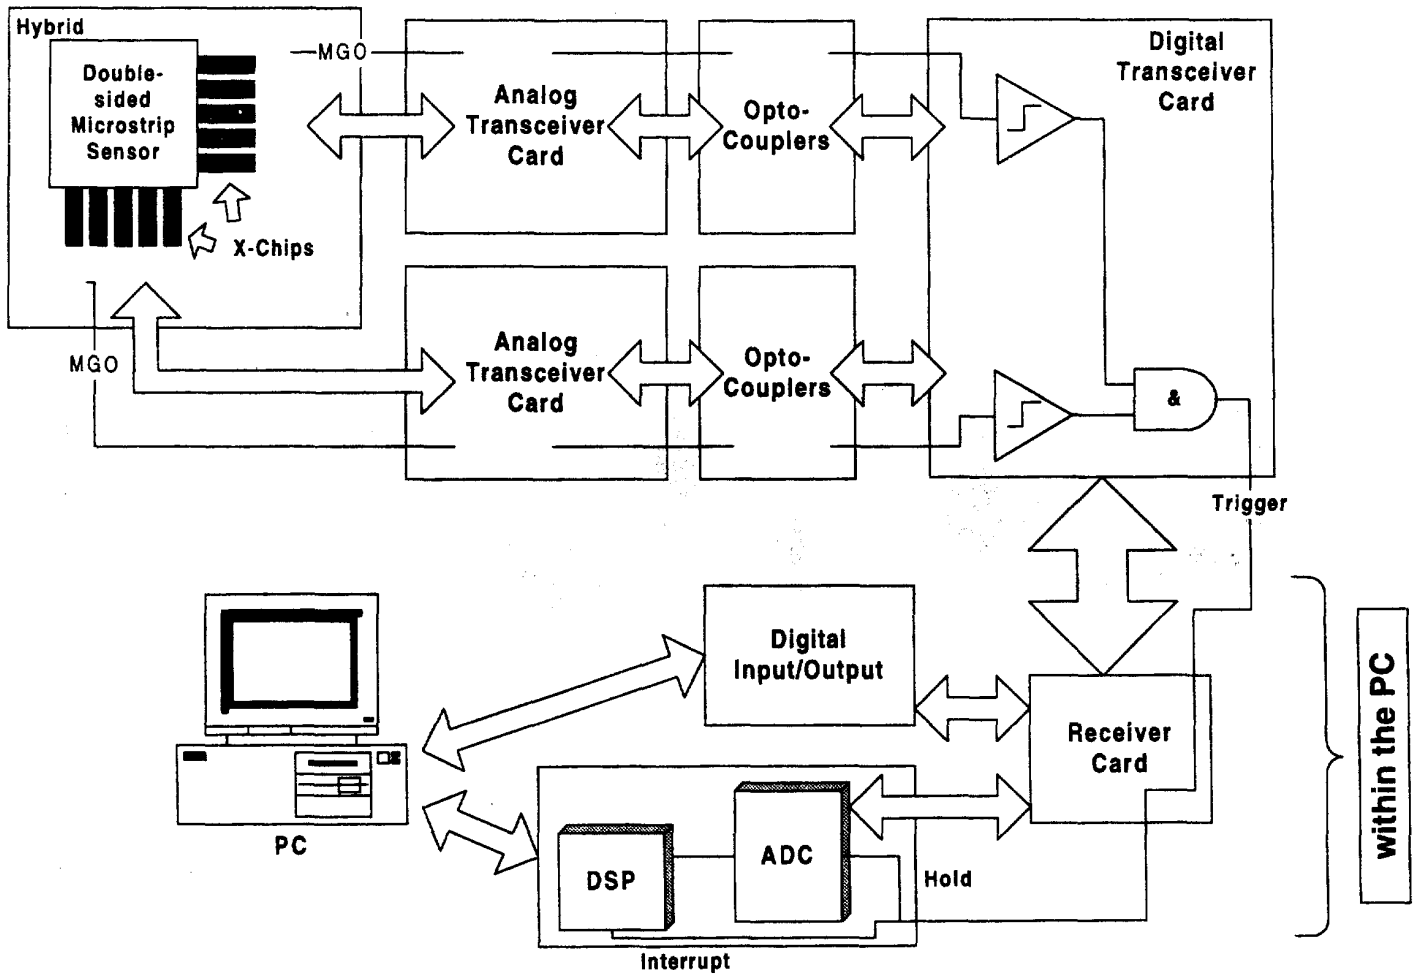 Hybrid
Double-
sided
Microstrip
Sensor
X-Chips
MGO
Analog
Transceiver
Card
Opto-
Couplers
Digital
Transceiver
Card
MGO
Analog
Transceiver
Card
Opto-
Couplers
&
Trigger
Digital
Input/Output
Receiver
Card
within the PC
PC
DSP
ADC
Hold
Interrupt